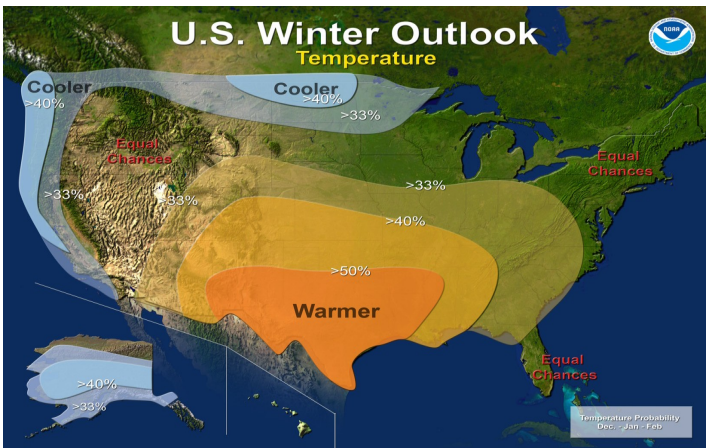 U.S. Winter Outlook
Temperature
NOAA
Cooler
>40%
Cooler
>40%
>33%
Equal
Chances
Equal
Chances
>33%
>33%
>33%
>40%
>50%
Warmer
>40%
>33%
Equal
Chances
Temperature Probability
Dec. - Jan - Feb